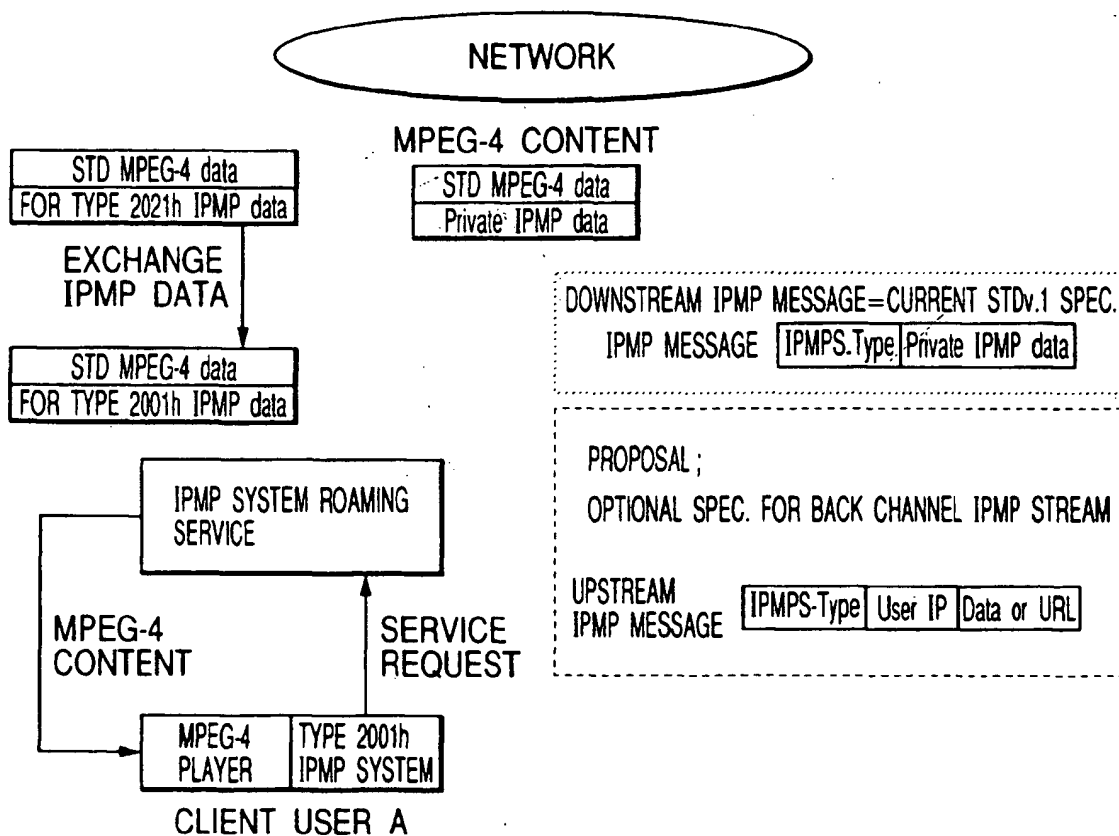 NETWORK
MPEG-4 CONTENT
STD MPEG-4 data
Private IPMP data
STD MPEG-4 data
FOR TYPE 2021h IPMP data
EXCHANGE
IPMP DATA
STD MPEG-4 data
FOR TYPE 2001h IPMP data
DOWNSTREAM IPMP MESSAGE=CURRENT STDv.1 SPEC.
IPMP MESSAGE IPMPS.Type Private IPMP data
PROPOSAL ;
OPTIONAL SPEC. FOR BACK CHANNEL IPMP STREAM
UPSTREAM
IPMP MESSAGE
IPMPS-Type User IP Data or URL
IPMP SYSTEM ROAMING
SERVICE
MPEG-4
CONTENT
SERVICE
REQUEST
MPEG-4
PLAYER
TYPE 2001h
IPMP SYSTEM
CLIENT USER A